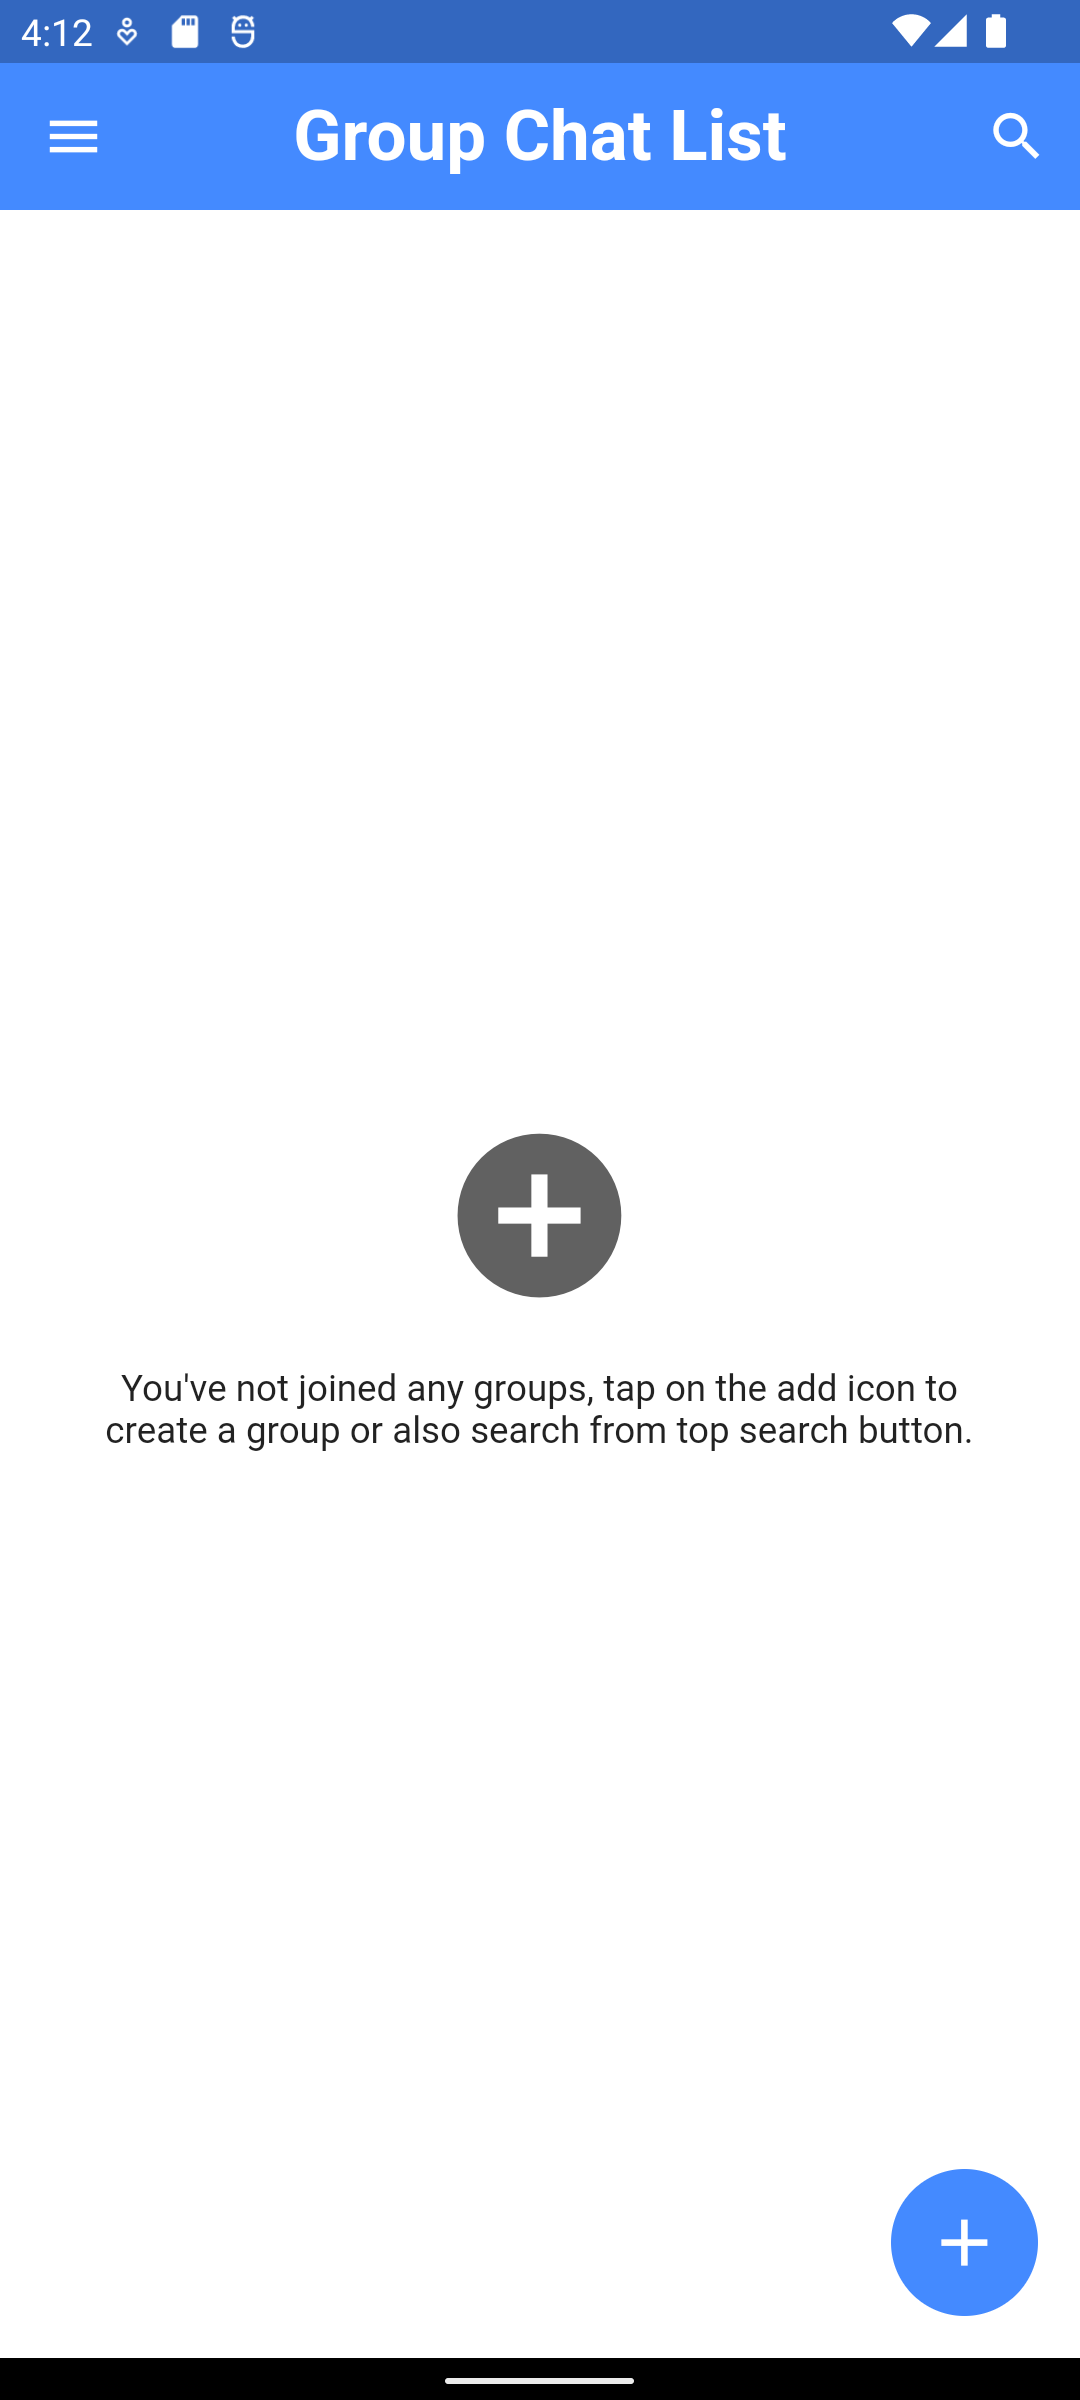 4:12
Group Chat List
You've not joined any groups, tap on the add icon to
create a group or also search from top search button.